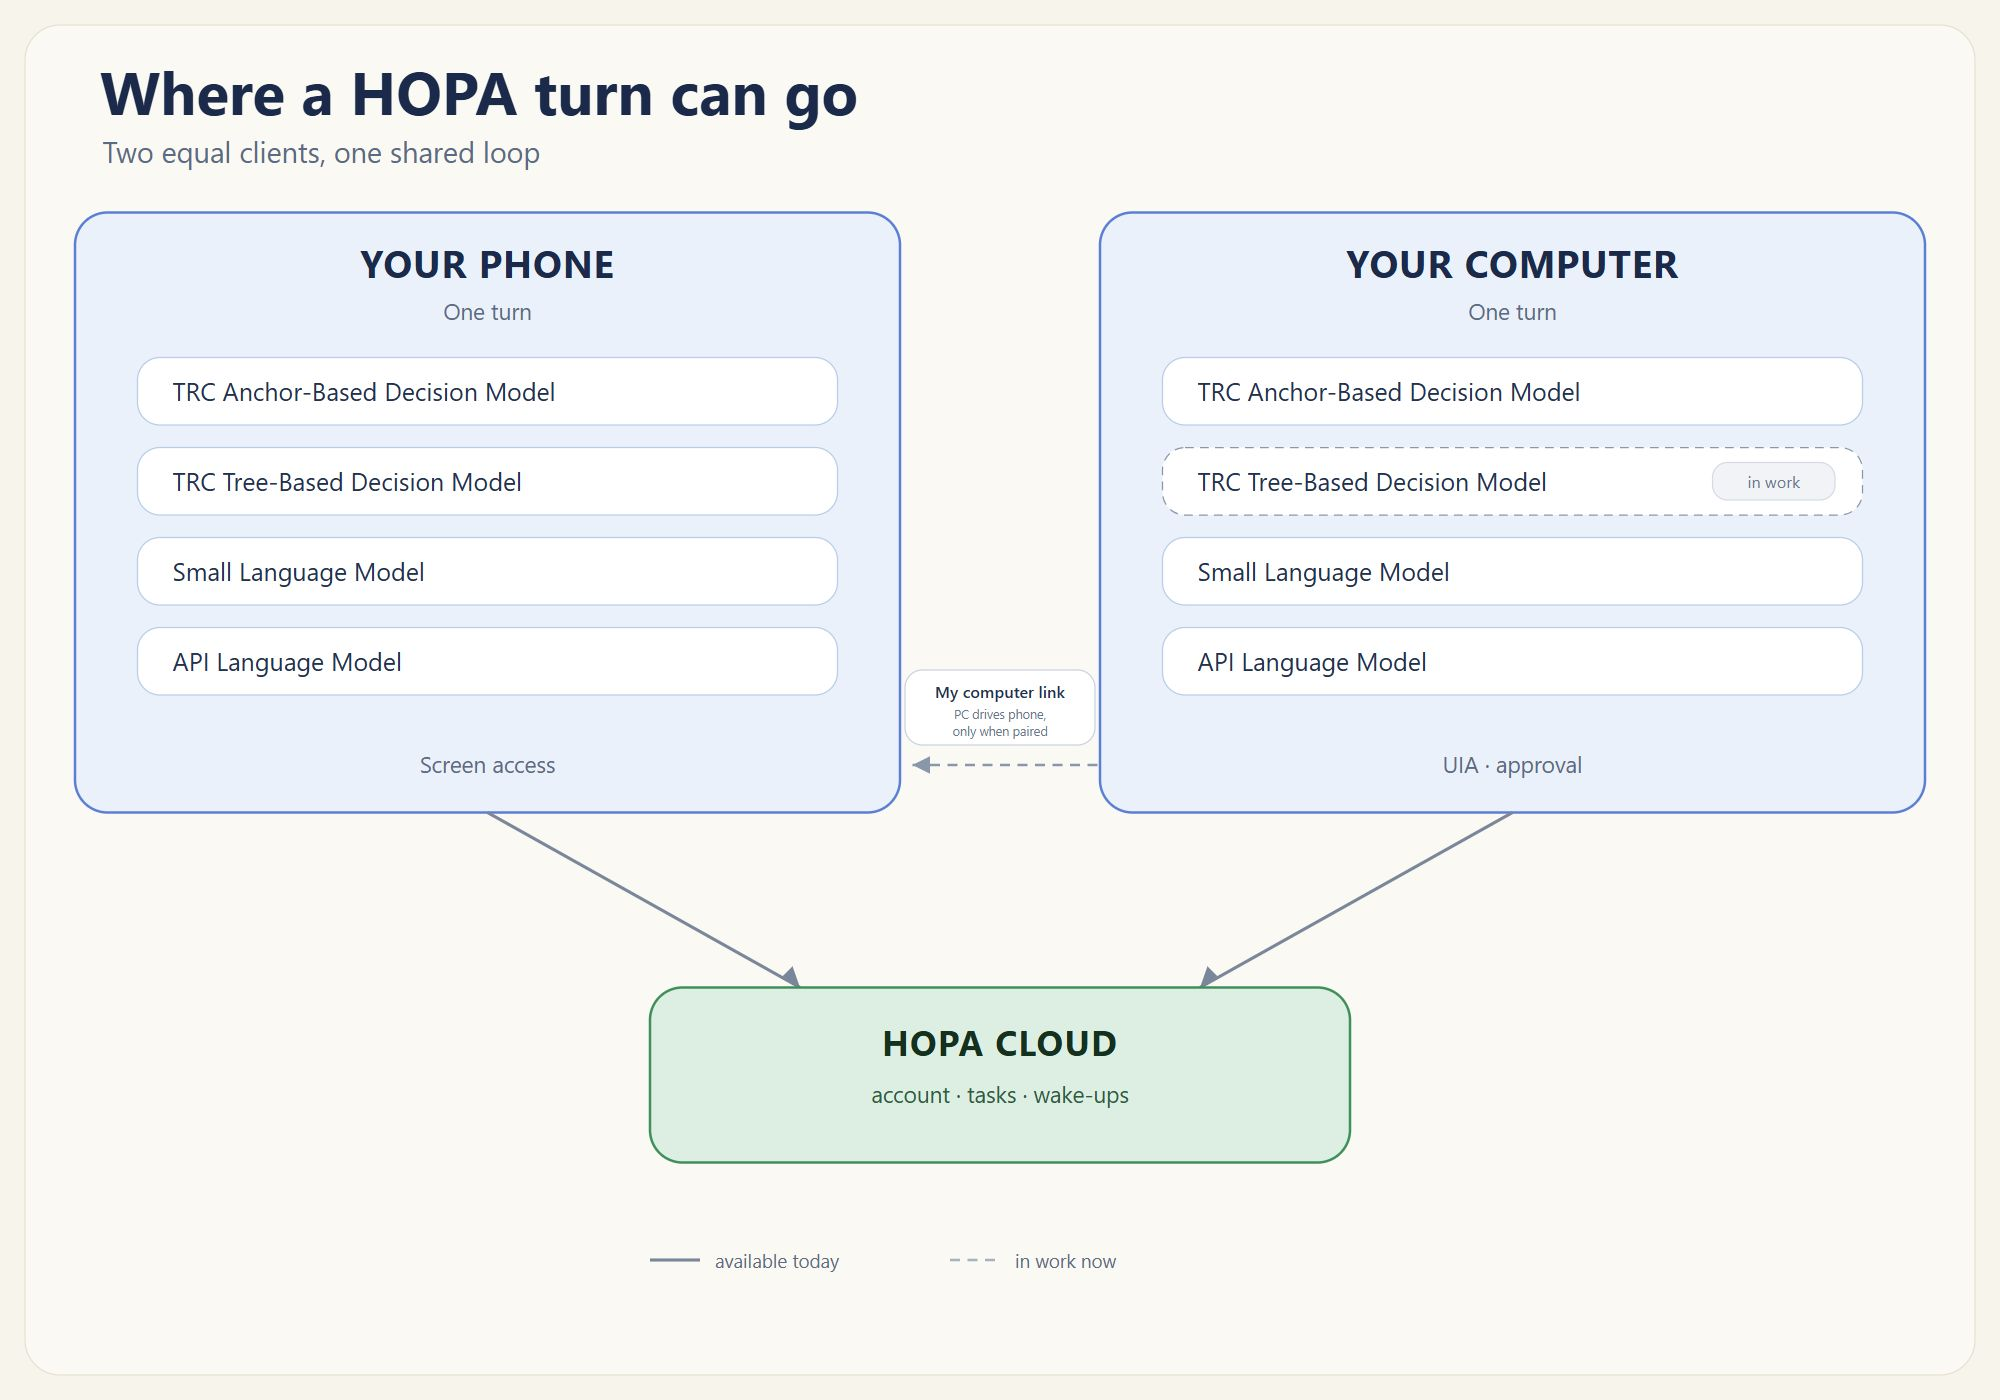 Where a HOPA turn can go
Two equal clients, one shared loop
YOUR PHONE
One turn
TRC Anchor-Based Decision Model
TRC Tree-Based Decision Model
Small Language Model
API Language Model
Screen access
My computer link
PC drives phone,
only when paired
YOUR COMPUTER
One turn
TRC Anchor-Based Decision Model
TRC Tree-Based Decision Model
in work
Small Language Model
API Language Model
UIA · approval
HOPA CLOUD
account · tasks · wake-ups
available today
in work now